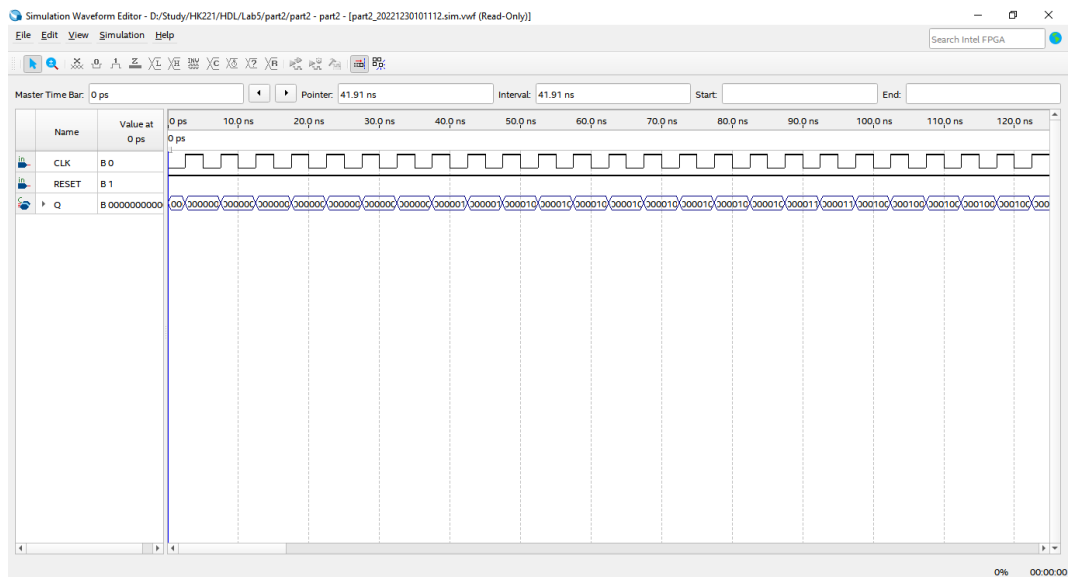 Simulation Waveform Editor - D:/Study/HK221/HDL/Lab5/part2/part2 - part2 - [part2_20221230101112.sim.vwf (Read-Only)]
File Edit View Simulation Help
Search Intel FPGA
Master Time Bar: 0 ps Pointer: 41.91 ns Interval: 41.91 ns Start: End:
Name Value at 0 ps
0 ps 10.0 ns 20.0 ns 30.0 ns 40.0 ns 50.0 ns 60.0 ns 70.0 ns 80.0 ns 90.0 ns 100.0 ns 110.0 ns 120.0 ns
0 ps
in CLK B 0
in RESET B 1
Q B 0000000000
0% 00:00:00